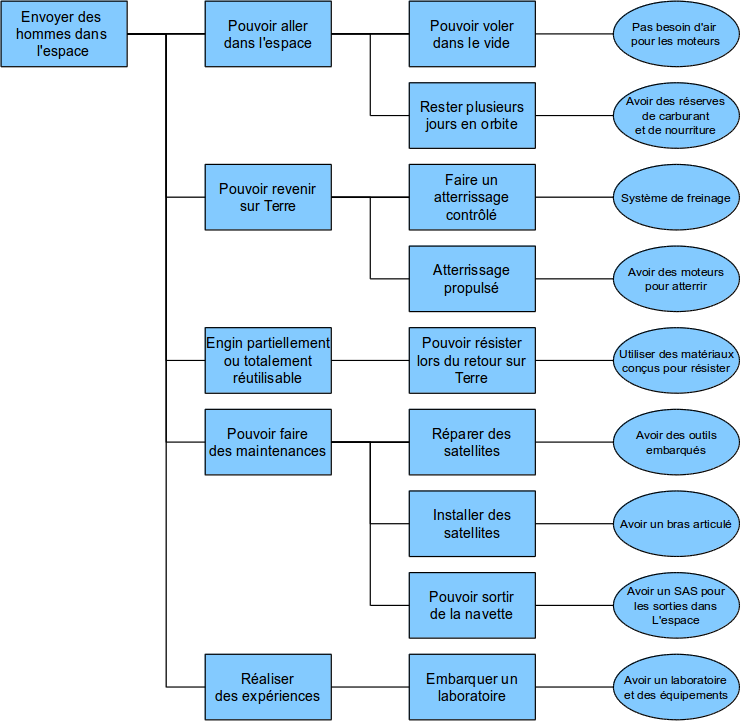 Envoyer des
hommes dans
l'espace
Pouvoir aller
dans l'espace
Pouvoir voler
dans le vide
Pas besoin d'air
pour les moteurs
Rester plusieurs
jours en orbite
Avoir des réserves
de carburant
et de nourriture
Pouvoir revenir
sur Terre
Faire un
atterrissage
contrôlé
Système de freinage
Atterrissage
propulsé
Avoir des moteurs
pour atterrir
Engin partiellement
ou totalement
réutilisable
Pouvoir résister
lors du retour sur
Terre
Utiliser des matériaux
conçus pour résister
Pouvoir faire
des maintenances
Réparer des
satellites
Avoir des outils
embarqués
Installer des
satellites
Avoir un bras articulé
Pouvoir sortir
de la navette
Avoir un SAS pour
les sorties dans
L'espace
Réaliser
des expériences
Embarquer un
laboratoire
Avoir un laboratoire
et des équipements